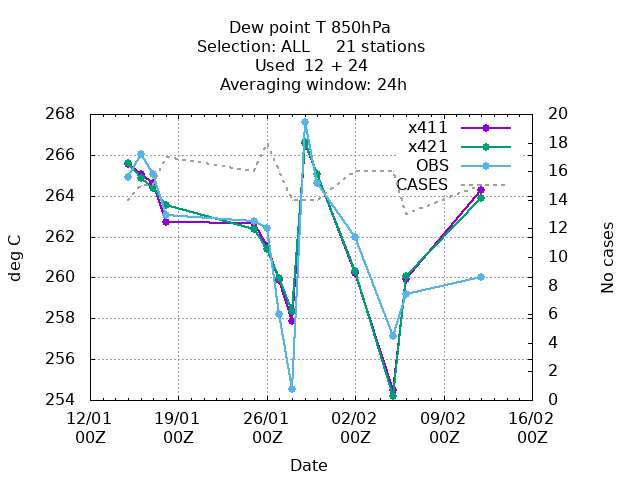 Dew point T 850hPa
Selection: ALL     21 stations
Used  12 + 24
Averaging window: 24h
268
266
264
262
260
258
256
254
20
18
16
14
12
10
8
6
4
2
0
x411
x421
OBS
CASES
deg C
No cases
12/01 19/01 26/01 02/02 09/02 16/02
00Z 00Z 00Z 00Z 00Z 00Z
Date